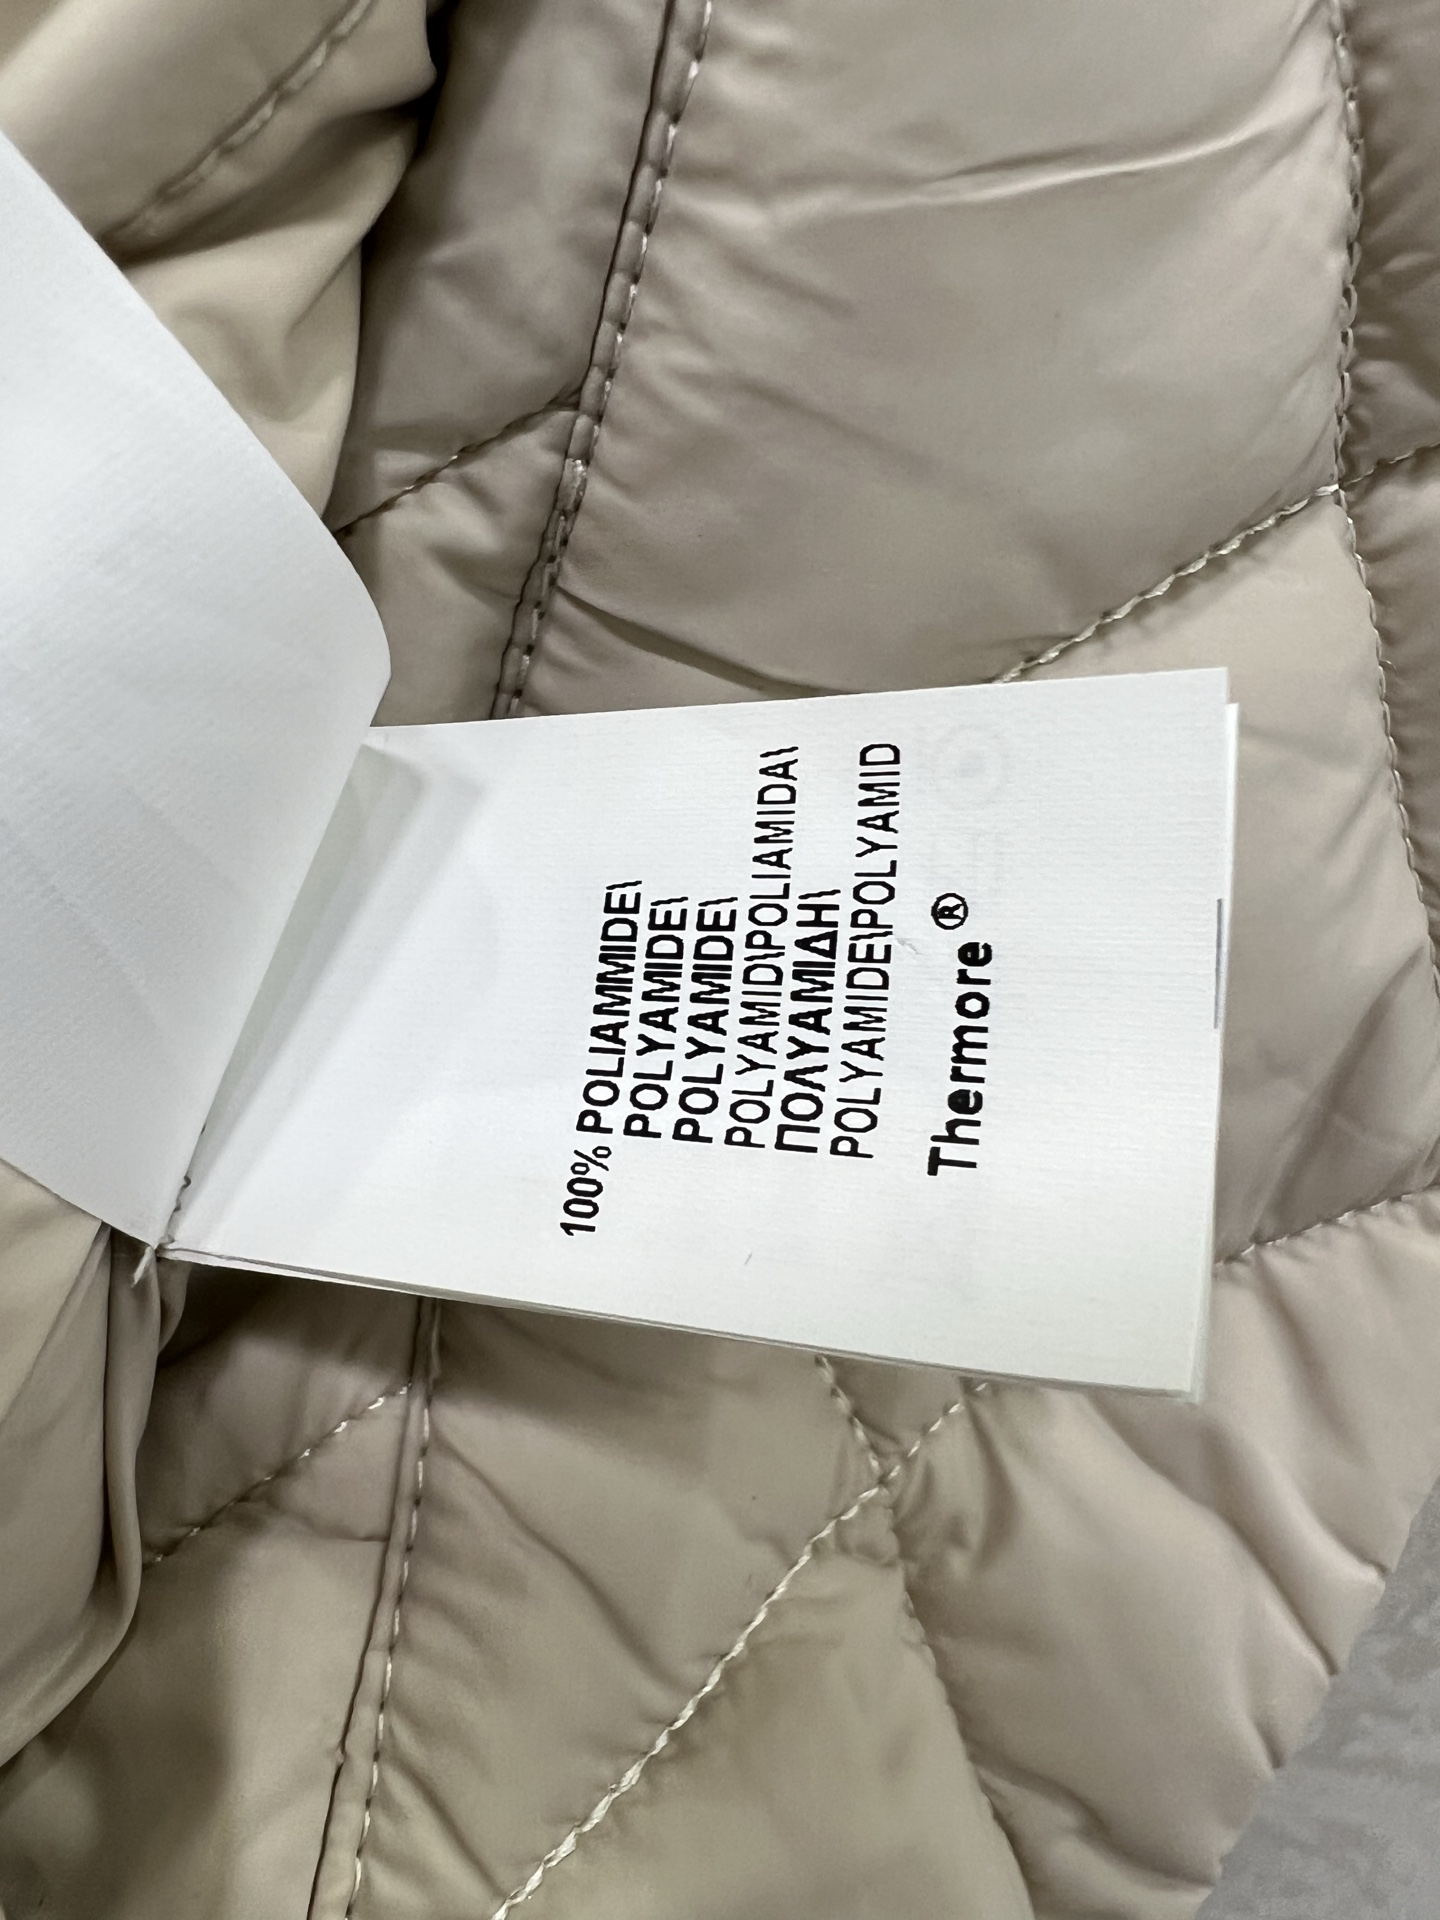 100% POLIAMMIDE\
POLYAMIDE\
POLYAMIDE\
POLYAMID\POLIAMIDA\
ΠΟΛΥΑΜΙΔΗ\
POLYAMIDE\POLYAMID
Thermore®